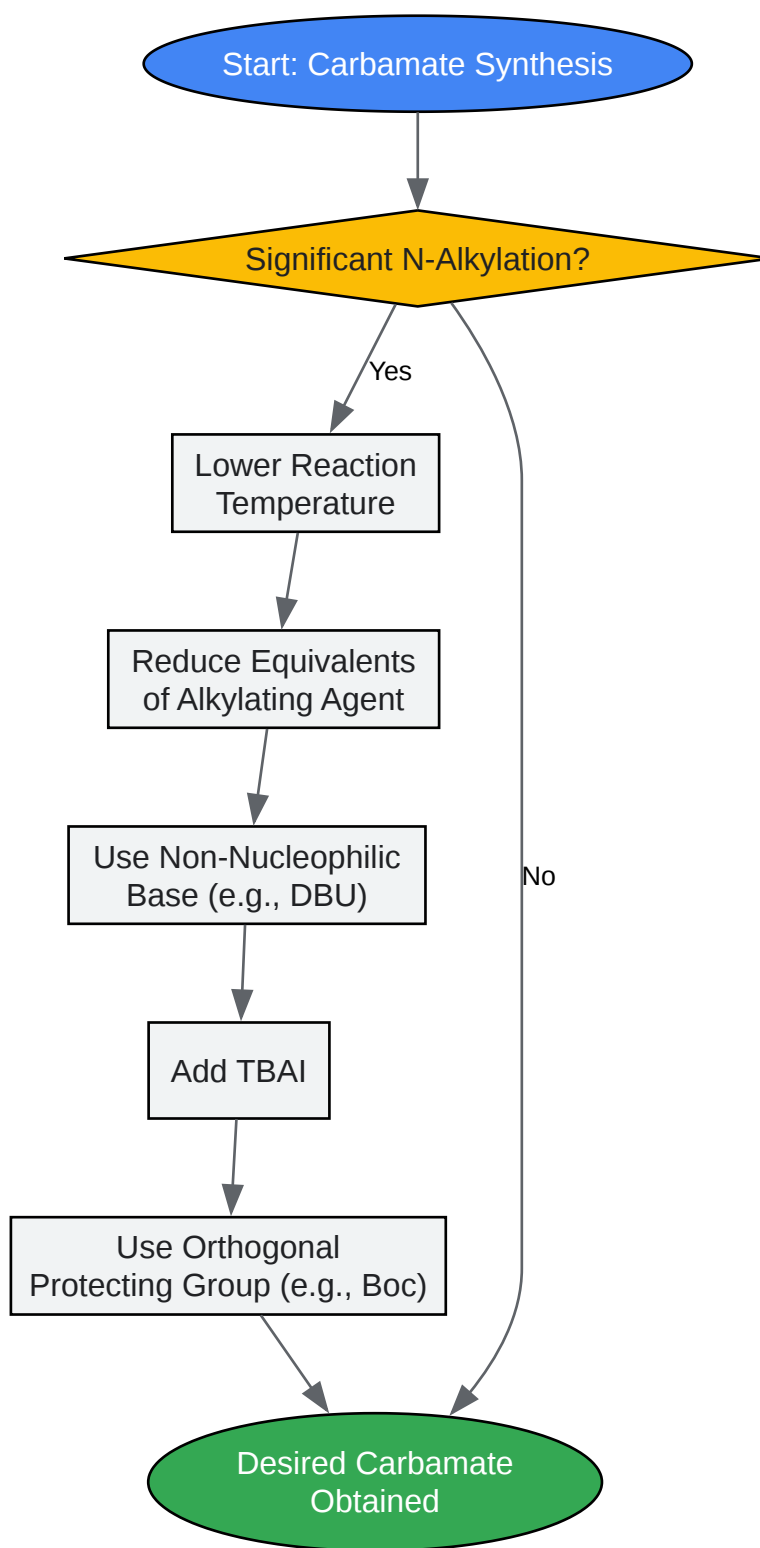 Start: Carbamate Synthesis
Significant N-Alkylation?
Yes
Lower Reaction
Temperature
Reduce Equivalents
of Alkylating Agent
Use Non-Nucleophilic
Base (e.g., DBU)
No
Add TBAI
Use Orthogonal
Protecting Group (e.g., Boc)
Desired Carbamate
Obtained